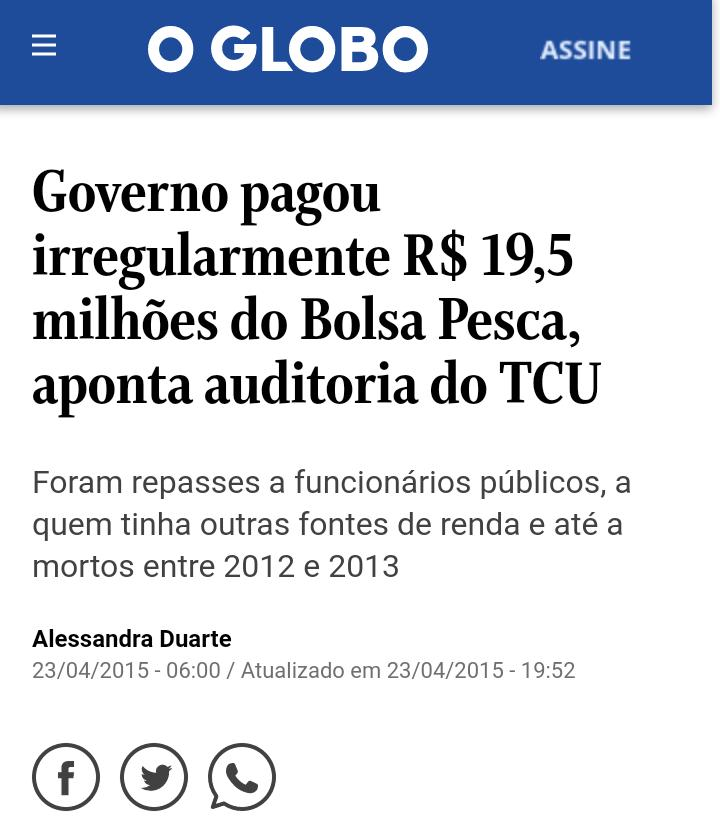 O GLOBO
ASSINE
Governo pagou
irregularmente R$ 19,5
milhões do Bolsa Pesca,
aponta auditoria do TCU
Foram repasses a funcionários públicos, a
quem tinha outras fontes de renda e até a
mortos entre 2012 e 2013
Alessandra Duarte
23/04/2015 - 06:00 / Atualizado em 23/04/2015 - 19:52